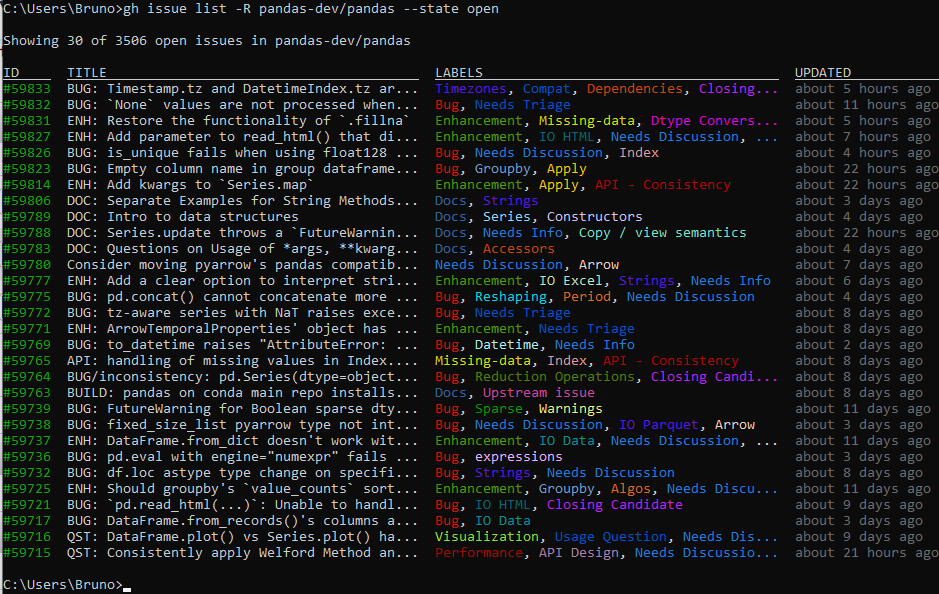 C:\Users\Bruno>gh issue list -R pandas-dev/pandas --state open
Showing 30 of 3506 open issues in pandas-dev/pandas
ID TITLE LABELS UPDATED
#59833 BUG: Timestamp.tz and DatetimeIndex.tz ar... Timezones, Compat, Dependencies, Closing... about 5 hours ago
#59832 BUG: `None` values are not processed when... Bug, Needs Triage about 11 hours ago
#59831 ENH: Restore the functionality of `.fillna` Enhancement, Missing-data, Dtype Convers... about 5 hours ago
#59827 ENH: Add parameter to read_html() that di... Enhancement, IO HTML, Needs Discussion, ... about 7 hours ago
#59826 BUG: is_unique fails when using float128 ... Bug, Needs Discussion, Index about 4 hours ago
#59823 BUG: Empty column name in group dataframe... Bug, Groupby, Apply about 22 hours ago
#59814 ENH: Add kwargs to `Series.map` Enhancement, Apply, API - Consistency about 22 hours ago
#59806 DOC: Separate Examples for String Methods... Docs, Strings about 3 days ago
#59789 DOC: Intro to data structures Docs, Series, Constructors about 4 days ago
#59788 DOC: Series.update throws a `FutureWarnin... Docs, Needs Info, Copy / view semantics about 22 hours ago
#59783 DOC: Questions on Usage of *args, **kwarg... Docs, Accessors about 4 days ago
#59780 Consider moving pyarrow's pandas compatib... Needs Discussion, Arrow about 7 days ago
#59777 ENH: Add a clear option to interpret stri... Enhancement, IO Excel, Strings, Needs Info about 6 days ago
#59775 BUG: pd.concat() cannot concatenate more ... Bug, Reshaping, Period, Needs Discussion about 4 days ago
#59772 BUG: tz-aware series with NaT raises exce... Bug, Needs Triage about 8 days ago
#59771 ENH: ArrowTemporalProperties' object has ... Enhancement, Needs Triage about 8 days ago
#59769 BUG: to_datetime raises "AttributeError: ... Bug, Datetime, Needs Info about 2 days ago
#59765 API: handling of missing values in Index.... Missing-data, Index, API - Consistency about 8 days ago
#59764 BUG/inconsistency: pd.Series(dtype=object... Bug, Reduction Operations, Closing Candi... about 8 days ago
#59763 BUILD: pandas on conda main repo installs... Docs, Upstream issue about 8 days ago
#59739 BUG: FutureWarning for Boolean sparse dty... Bug, Sparse, Warnings about 11 days ago
#59738 BUG: fixed_size_list pyarrow type not int... Bug, Needs Discussion, IO Parquet, Arrow about 3 days ago
#59737 ENH: DataFrame.from_dict doesn't work wit... Enhancement, IO Data, Needs Discussion, ... about 11 days ago
#59736 BUG: pd.eval with engine="numexpr" fails ... Bug, expressions about 3 days ago
#59732 BUG: df.loc astype type change on specifi... Bug, Strings, Needs Discussion about 8 days ago
#59725 ENH: Should groupby's `value_counts` sort... Enhancement, Groupby, Algos, Needs Discu... about 11 days ago
#59721 BUG: `pd.read_html(...)`: Unable to handl... Bug, IO HTML, Closing Candidate about 9 days ago
#59717 BUG: DataFrame.from_records()'s columns a... Bug, IO Data about 3 days ago
#59716 QST: DataFrame.plot() vs Series.plot() ha... Visualization, Usage Question, Needs Dis... about 9 days ago
#59715 QST: Consistently apply Welford Method an... Performance, API Design, Needs Discussio... about 21 hours ago
C:\Users\Bruno>